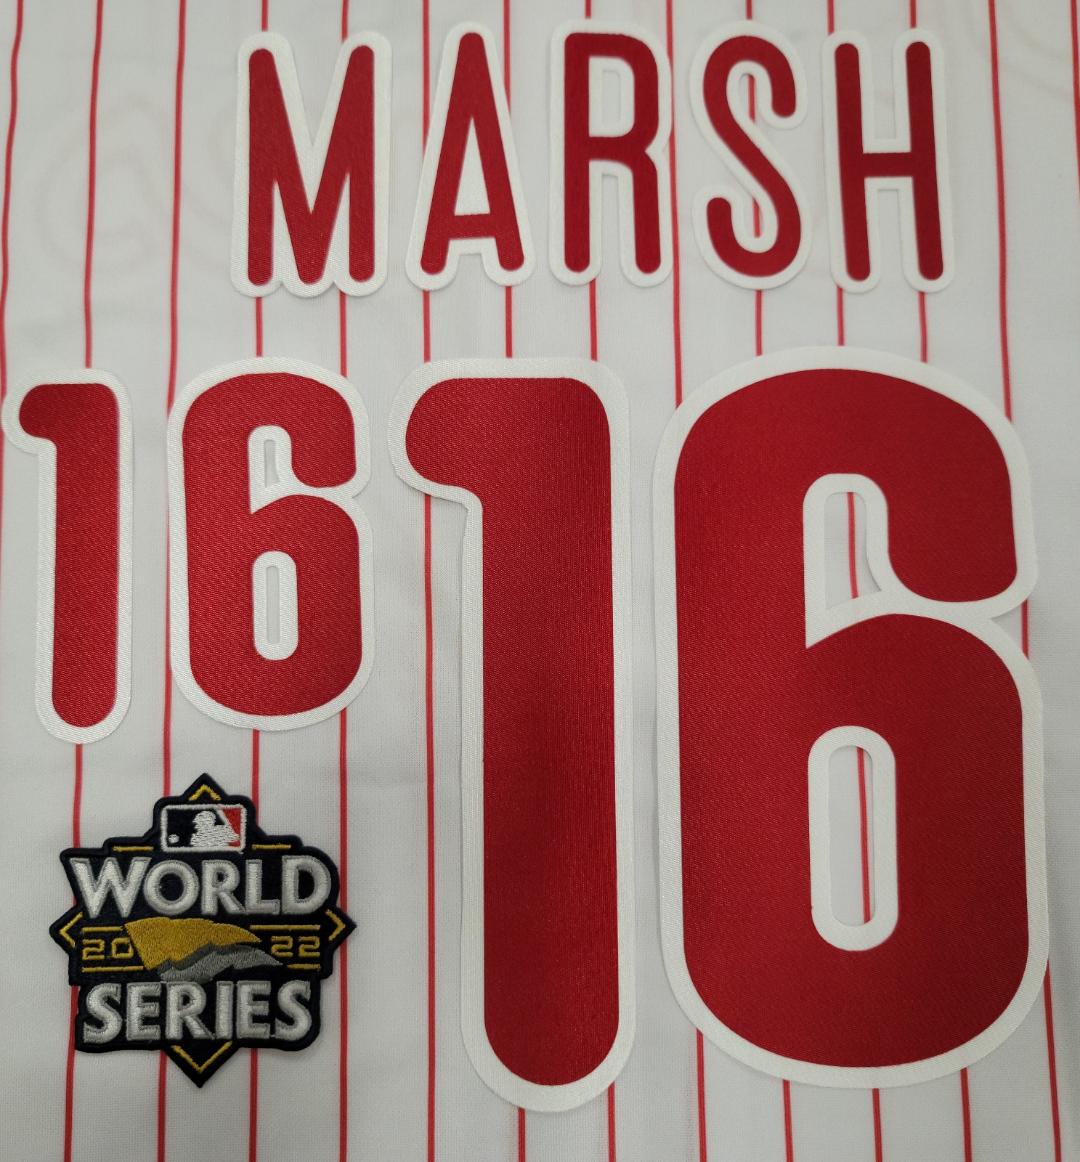 MARSH
16 16
WORLD
2022
SERIES